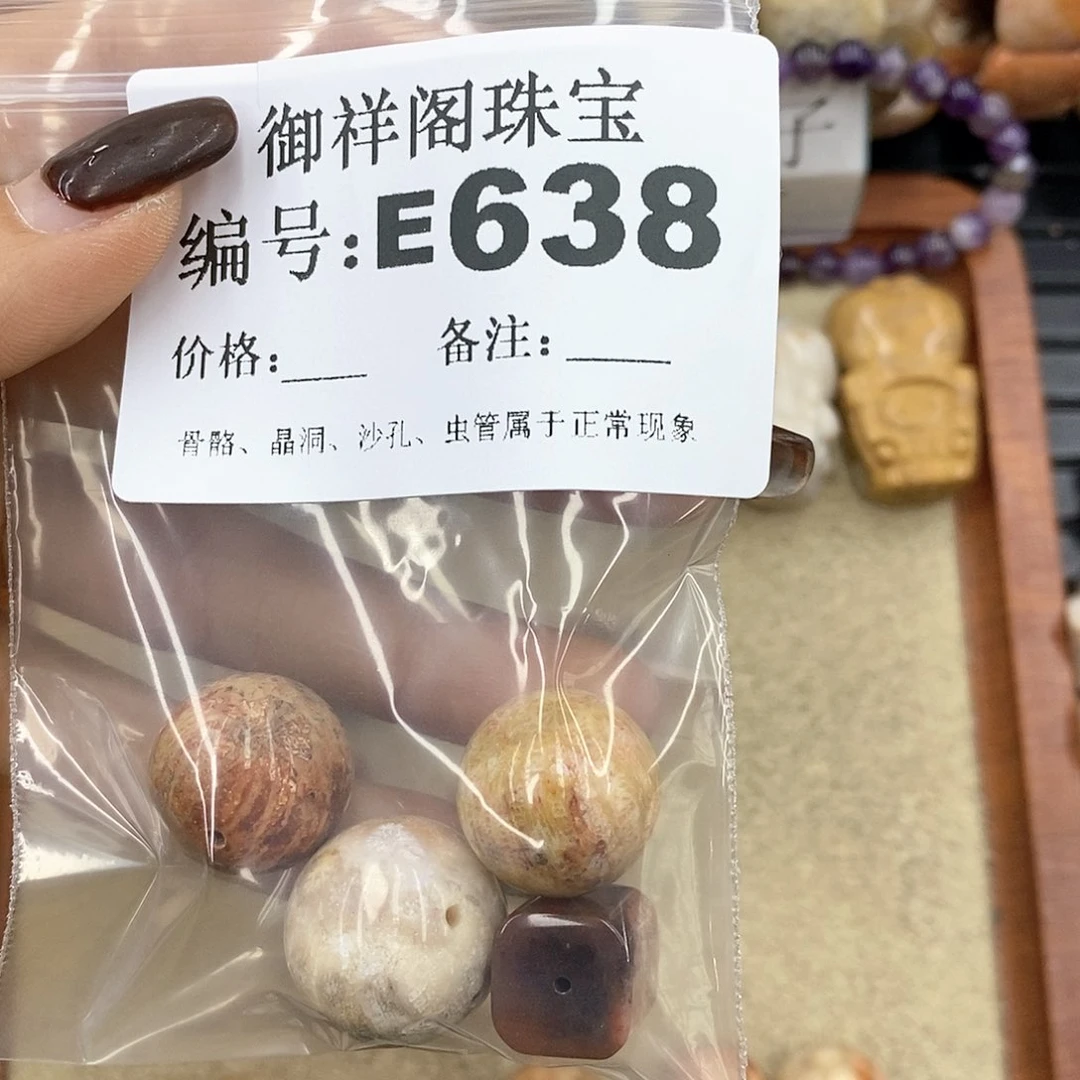 御祥阁珠宝
编号:E638
价格:____ 备注:_____
骨骼、晶洞、沙孔、虫管属于正常现象
子